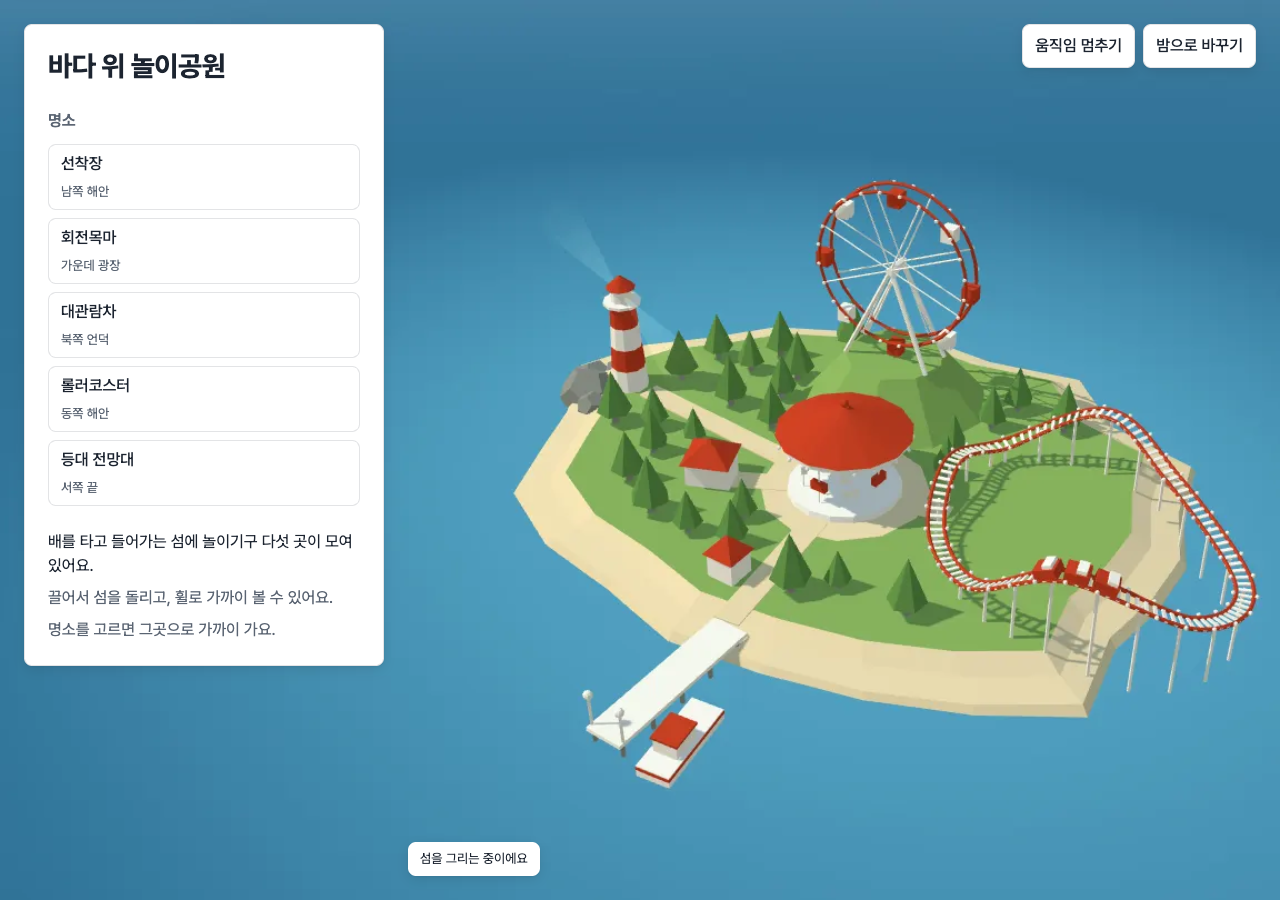 바다 위 놀이공원
움직임 멈추기
밤으로 바꾸기
명소
선착장
남쪽 해안
회전목마
가운데 광장
대관람차
북쪽 언덕
롤러코스터
동쪽 해안
등대 전망대
서쪽 끝
배를 타고 들어가는 섬에 놀이기구 다섯 곳이 모여
있어요.
끌어서 섬을 돌리고, 휠로 가까이 볼 수 있어요.
명소를 고르면 그곳으로 가까이 가요.
섬을 그리는 중이에요